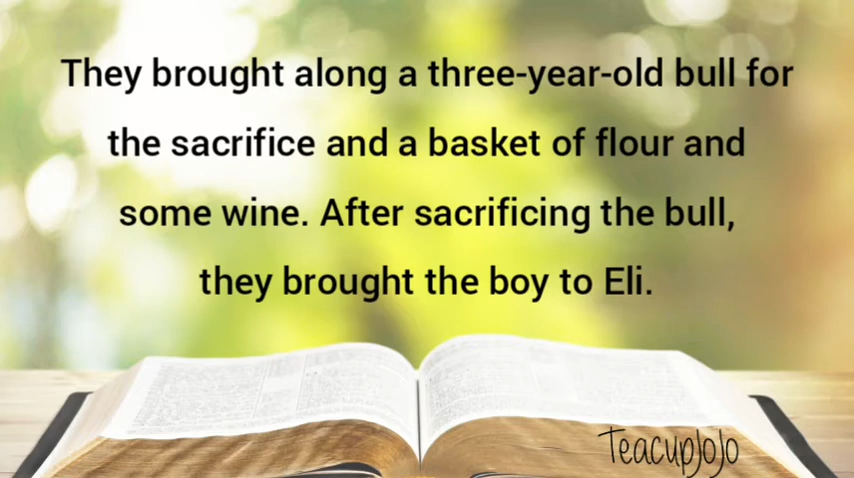 They brought along a three-year-old bull for
the sacrifice and a basket of flour and
some wine. After sacrificing the bull,
they brought the boy to Eli.
TeacupJoJo